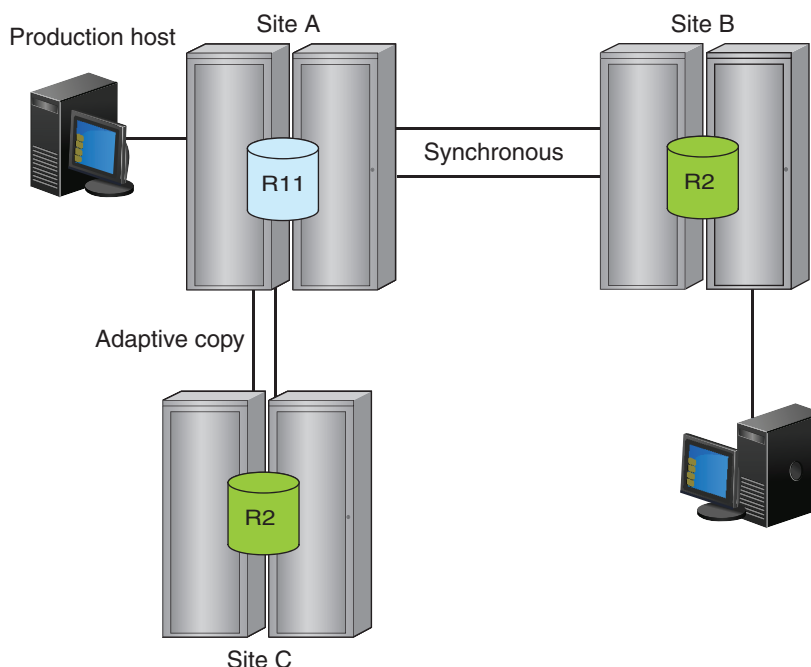 Site A
Site B
Production host
R11
Synchronous
R2
Adaptive copy
R2
Site C